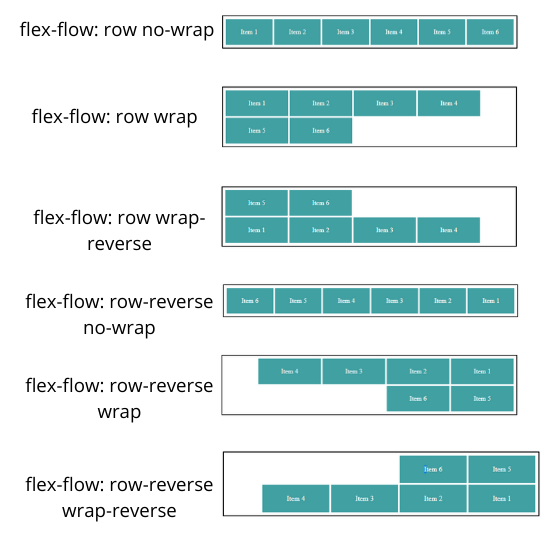 flex-flow: row no-wrap
Item 1 Item 2 Item 3 Item 4 Item 5 Item 6
flex-flow: row wrap
Item 1 Item 2 Item 3 Item 4
Item 5 Item 6
flex-flow: row wrap-
reverse
Item 5 Item 6
Item 1 Item 2 Item 3 Item 4
flex-flow: row-reverse
no-wrap
Item 6 Item 5 Item 4 Item 3 Item 2 Item 1
flex-flow: row-reverse
wrap
Item 4 Item 3 Item 2 Item 1
Item 6 Item 5
flex-flow: row-reverse
wrap-reverse
Item 6 Item 5
Item 4 Item 3 Item 2 Item 1